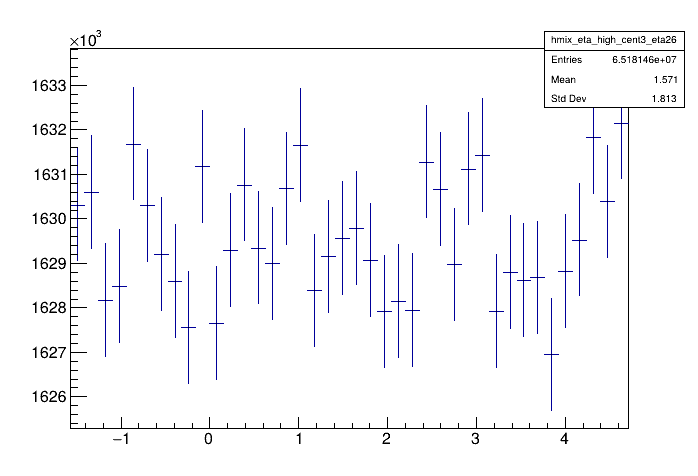 ×10³
hmix_eta_high_cent3_eta26
Entries 6.518146e+07
Mean 1.571
Std Dev 1.813
1633
1632
1631
1630
1629
1628
1627
1626
−1 0 1 2 3 4